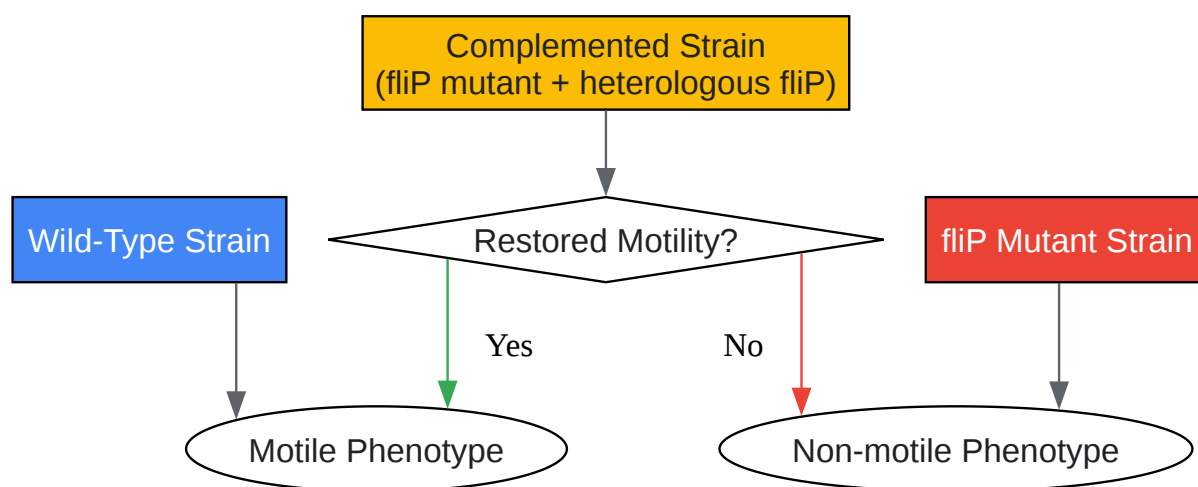 Complemented Strain
(fliP mutant + heterologous fliP)
Wild-Type Strain
Restored Motility?
fliP Mutant Strain
Yes
No
Motile Phenotype
Non-motile Phenotype